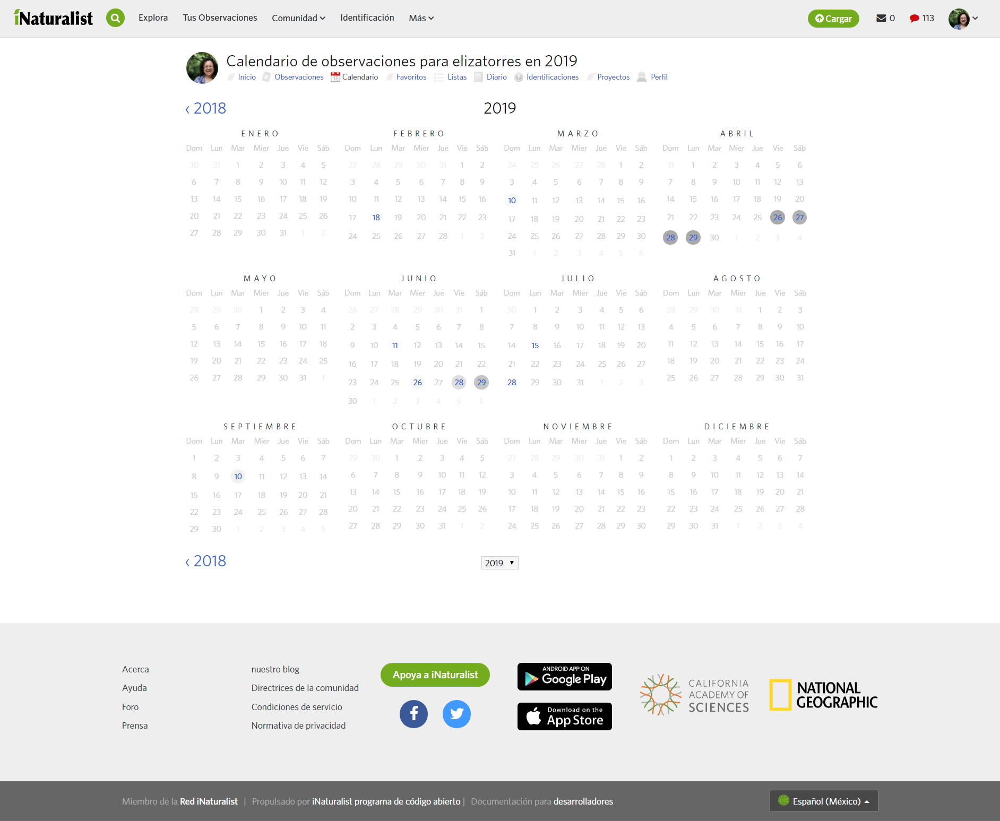 iNaturalist Explora Tus Observaciones Comunidad Identificación Más Cargar 0 113
Calendario de observaciones para elizatorres en 2019
Inicio Observaciones Calendario Favoritos Listas Diario Identificaciones Proyectos Perfil
‹ 2018 2019
ENERO FEBRERO MARZO ABRIL
Dom Lun Mar Mier Jue Vie Sáb Dom Lun Mar Mier Jue Vie Sáb Dom Lun Mar Mier Jue Vie Sáb Dom Lun Mar Mier Jue Vie Sáb
30 31 1 2 3 4 5 27 28 29 30 31 1 2 24 25 26 27 28 1 2 31 1 2 3 4 5 6
6 7 8 9 10 11 12 3 4 5 6 7 8 9 3 4 5 6 7 8 9 7 8 9 10 11 12 13
13 14 15 16 17 18 19 10 11 12 13 14 15 16 10 11 12 13 14 15 16 14 15 16 17 18 19 20
20 21 22 23 24 25 26 17 18 19 20 21 22 23 17 18 19 20 21 22 23 21 22 23 24 25 26 27
27 28 29 30 31 1 2 24 25 26 27 28 1 2 24 25 26 27 28 29 30 28 29 30 1 2 3 4
31 1 2 3 4 5 6
MAYO JUNIO JULIO AGOSTO
Dom Lun Mar Mier Jue Vie Sáb Dom Lun Mar Mier Jue Vie Sáb Dom Lun Mar Mier Jue Vie Sáb Dom Lun Mar Mier Jue Vie Sáb
28 29 30 1 2 3 4 26 27 28 29 30 31 1 30 1 2 3 4 5 6 28 29 30 31 1 2 3
5 6 7 8 9 10 11 2 3 4 5 6 7 8 7 8 9 10 11 12 13 4 5 6 7 8 9 10
12 13 14 15 16 17 18 9 10 11 12 13 14 15 14 15 16 17 18 19 20 11 12 13 14 15 16 17
19 20 21 22 23 24 25 16 17 18 19 20 21 22 21 22 23 24 25 26 27 18 19 20 21 22 23 24
26 27 28 29 30 31 1 23 24 25 26 27 28 29 28 29 30 31 1 2 3 25 26 27 28 29 30 31
30 1 2 3 4 5 6
SEPTIEMBRE OCTUBRE NOVIEMBRE DICIEMBRE
Dom Lun Mar Mier Jue Vie Sáb Dom Lun Mar Mier Jue Vie Sáb Dom Lun Mar Mier Jue Vie Sáb Dom Lun Mar Mier Jue Vie Sáb
1 2 3 4 5 6 7 29 30 1 2 3 4 5 27 28 29 30 31 1 2 1 2 3 4 5 6 7
8 9 10 11 12 13 14 6 7 8 9 10 11 12 3 4 5 6 7 8 9 8 9 10 11 12 13 14
15 16 17 18 19 20 21 13 14 15 16 17 18 19 10 11 12 13 14 15 16 15 16 17 18 19 20 21
22 23 24 25 26 27 28 20 21 22 23 24 25 26 17 18 19 20 21 22 23 22 23 24 25 26 27 28
29 30 1 2 3 4 5 27 28 29 30 31 1 2 24 25 26 27 28 29 30 29 30 31 1 2 3 4
‹ 2018 2019
Acerca
Ayuda
Foro
Prensa
nuestro blog
Directrices de la comunidad
Condiciones de servicio
Normativa de privacidad
Apoya a iNaturalist
ANDROID APP ON
Google Play
Download on the
App Store
CALIFORNIA
ACADEMY OF
SCIENCES
NATIONAL
GEOGRAPHIC
Miembro de la Red iNaturalist | Propulsado por iNaturalist programa de código abierto | Documentación para desarrolladores
Español (México)